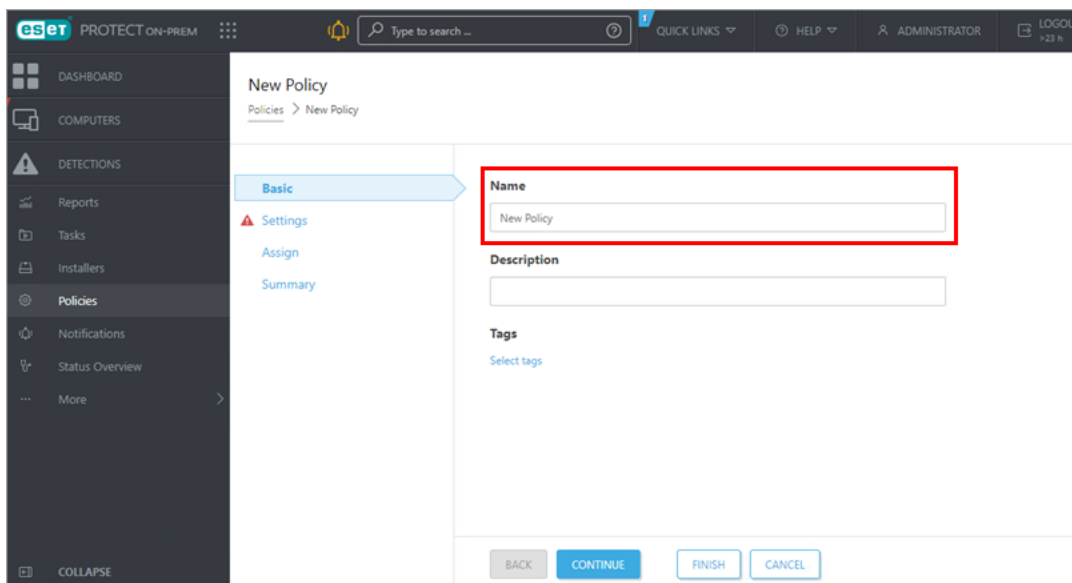 eset PROTECT ON-PREM
Type to search ...
1
QUICK LINKS
HELP
ADMINISTRATOR
LOGOU
>23 h
DASHBOARD
COMPUTERS
DETECTIONS
Reports
Tasks
Installers
Policies
Notifications
Status Overview
More
COLLAPSE
New Policy
Policies > New Policy
Basic
Settings
Assign
Summary
Name
New Policy
Description
Tags
Select tags
BACK CONTINUE FINISH CANCEL